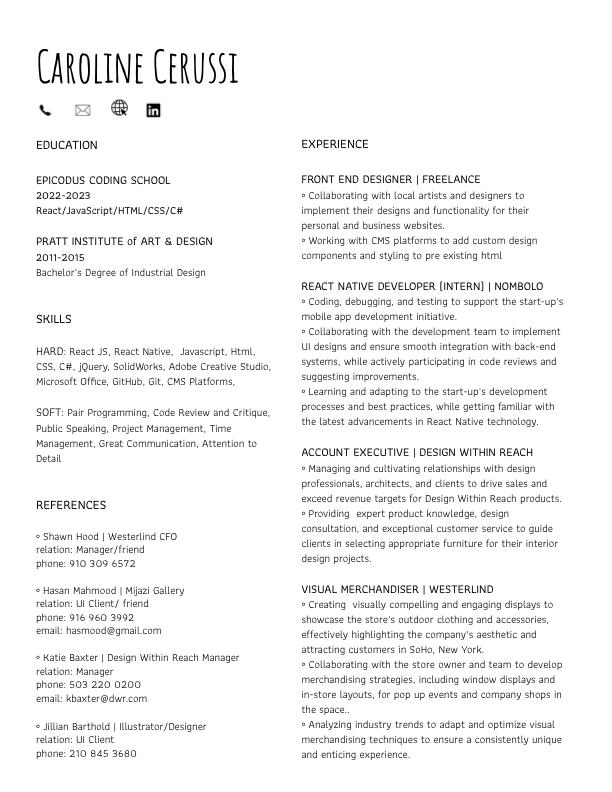 CAROLINE CERUSSI
EDUCATION
EPICODUS CODING SCHOOL
2022-2023
React/JavaScript/HTML/CSS/C#
PRATT INSTITUTE of ART & DESIGN
2011-2015
Bachelor's Degree of Industrial Design
SKILLS
HARD: React JS, React Native,  Javascript, Html,
CSS, C#, jQuery, SolidWorks, Adobe Creative Studio,
Microsoft Office, GitHub, Git, CMS Platforms,
SOFT: Pair Programming, Code Review and Critique,
Public Speaking, Project Management, Time
Management, Great Communication, Attention to
Detail
REFERENCES
° Shawn Hood | Westerlind CFO
relation: Manager/friend
phone: 910 309 6572
° Hasan Mahmood | Mijazi Gallery
relation: UI Client/ friend
phone: 916 960 3992
email: hasmood@gmail.com
° Katie Baxter | Design Within Reach Manager
relation: Manager
phone: 503 220 0200
email: kbaxter@dwr.com
° Jillian Barthold | Illustrator/Designer
relation: UI Client
phone: 210 845 3680
EXPERIENCE
FRONT END DESIGNER | FREELANCE
° Collaborating with local artists and designers to
implement their designs and functionality for their
personal and business websites.
° Working with CMS platforms to add custom design
components and styling to pre existing html
REACT NATIVE DEVELOPER [INTERN] | NOMBOLO
° Coding, debugging, and testing to support the start-up's
mobile app development initiative.
° Collaborating with the development team to implement
UI designs and ensure smooth integration with back-end
systems, while actively participating in code reviews and
suggesting improvements.
° Learning and adapting to the start-up's development
processes and best practices, while getting familiar with
the latest advancements in React Native technology.
ACCOUNT EXECUTIVE | DESIGN WITHIN REACH
° Managing and cultivating relationships with design
professionals, architects, and clients to drive sales and
exceed revenue targets for Design Within Reach products.
° Providing  expert product knowledge, design
consultation, and exceptional customer service to guide
clients in selecting appropriate furniture for their interior
design projects.
VISUAL MERCHANDISER | WESTERLIND
° Creating  visually compelling and engaging displays to
showcase the store's outdoor clothing and accessories,
effectively highlighting the company's aesthetic and
attracting customers in SoHo, New York.
° Collaborating with the store owner and team to develop
merchandising strategies, including window displays and
in-store layouts, for pop up events and company shops in
the space..
° Analyzing industry trends to adapt and optimize visual
merchandising techniques to ensure a consistently unique
and enticing experience.